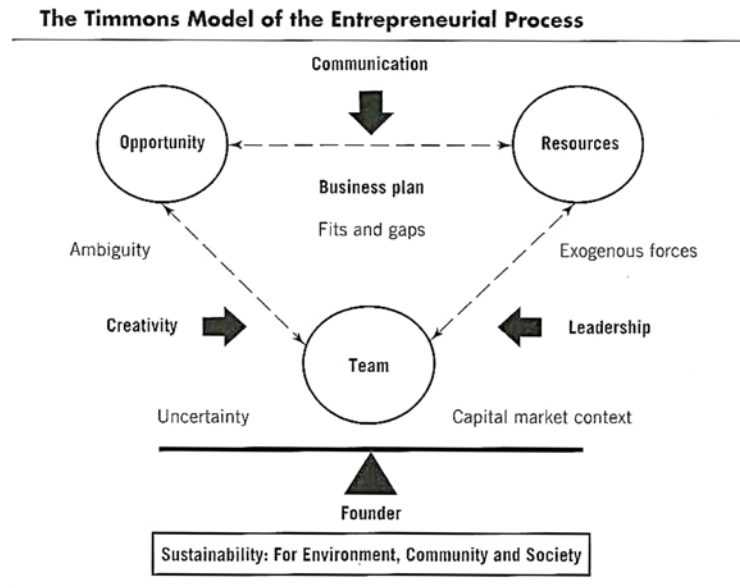 The Timmons Model of the Entrepreneurial Process
Communication
Opportunity
Resources
Business plan
Fits and gaps
Ambiguity
Exogenous forces
Creativity
Leadership
Team
Uncertainty
Capital market context
Founder
Sustainability: For Environment, Community and Society